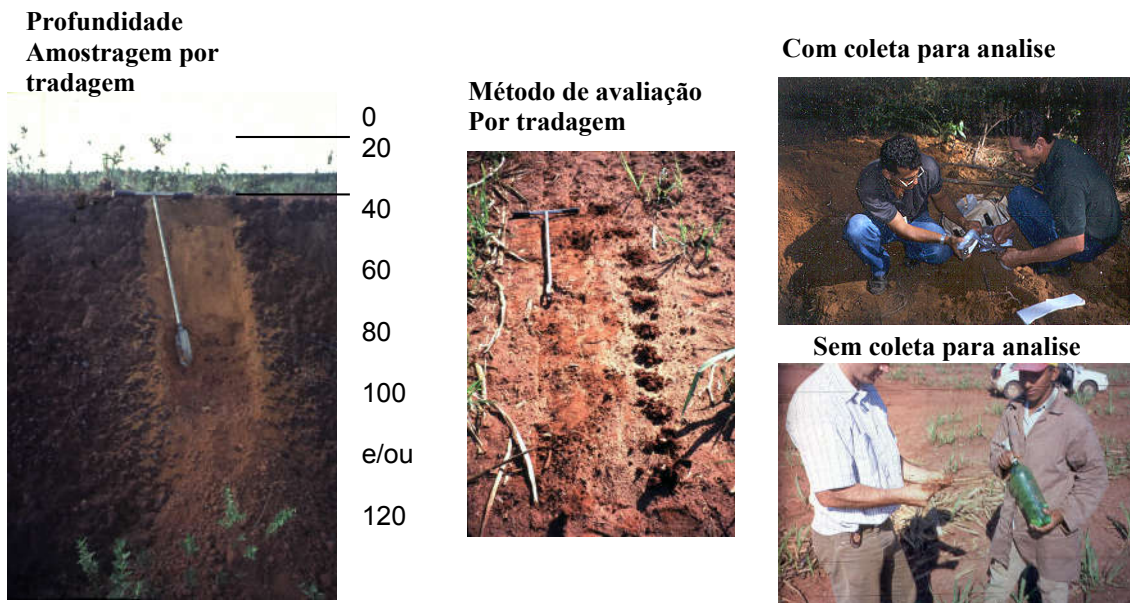 Profundidade
Amostragem por
tradagem
0
20
40
60
80
100
e/ou
120
Método de avaliação
Por tradagem
Com coleta para analise
Sem coleta para analise